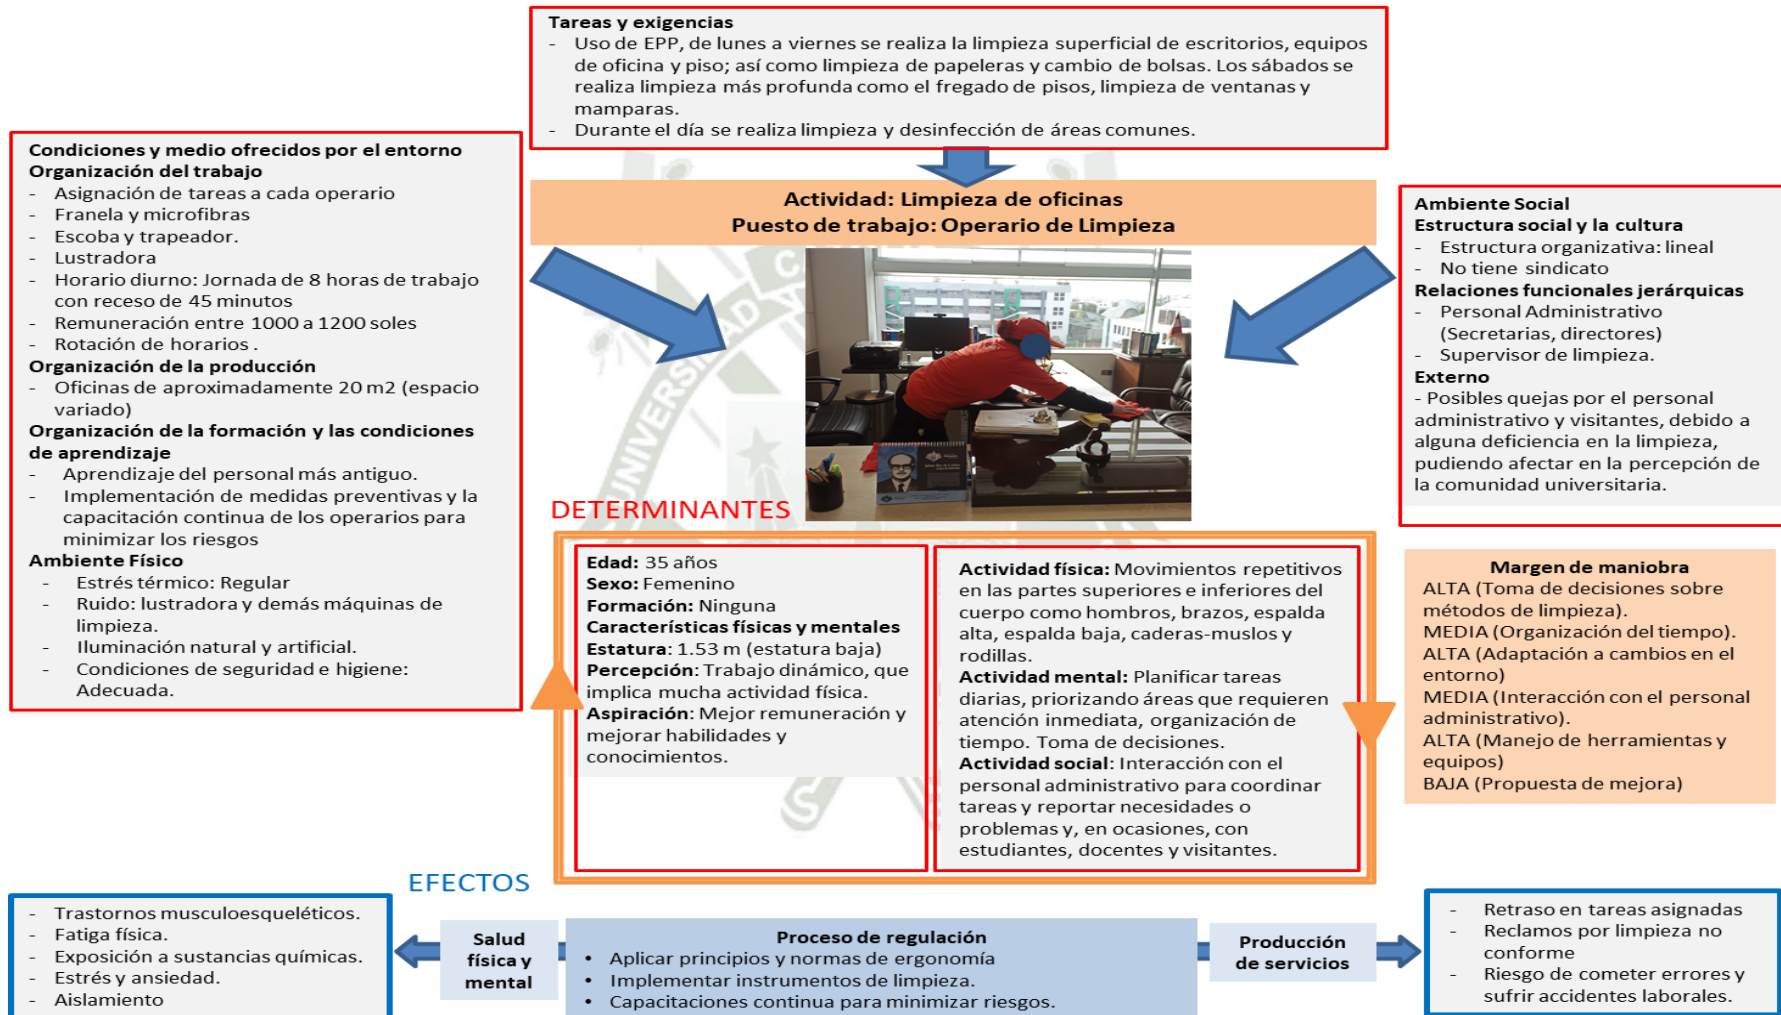 Tareas y exigencias
- Uso de EPP, de lunes a viernes se realiza la limpieza superficial de escritorios, equipos
de oficina y piso; así como limpieza de papeleras y cambio de bolsas. Los sábados se
realiza limpieza más profunda como el fregado de pisos, limpieza de ventanas y
mamparas.
- Durante el día se realiza limpieza y desinfección de áreas comunes.
Condiciones y medio ofrecidos por el entorno
Organización del trabajo
- Asignación de tareas a cada operario
- Franela y microfibras
- Escoba y trapeador.
- Lustradora
- Horario diurno: Jornada de 8 horas de trabajo
con receso de 45 minutos
- Remuneración entre 1000 a 1200 soles
- Rotación de horarios .
Organización de la producción
- Oficinas de aproximadamente 20 m2 (espacio
variado)
Organización de la formación y las condiciones
de aprendizaje
- Aprendizaje del personal más antiguo.
- Implementación de medidas preventivas y la
capacitación continua de los operarios para
minimizar los riesgos
Ambiente Físico
- Estrés térmico: Regular
- Ruido: lustradora y demás máquinas de
limpieza.
- Iluminación natural y artificial.
- Condiciones de seguridad e higiene:
Adecuada.
Actividad: Limpieza de oficinas
Puesto de trabajo: Operario de Limpieza
Ambiente Social
Estructura social y la cultura
- Estructura organizativa: lineal
- No tiene sindicato
Relaciones funcionales jerárquicas
- Personal Administrativo
(Secretarias, directores)
- Supervisor de limpieza.
Externo
- Posibles quejas por el personal
administrativo y visitantes, debido a
alguna deficiencia en la limpieza,
pudiendo afectar en la percepción de
la comunidad universitaria.
UNIVERSIDAD
DETERMINANTES
Edad: 35 años
Sexo: Femenino
Formación: Ninguna
Características físicas y mentales
Estatura: 1.53 m (estatura baja)
Percepción: Trabajo dinámico, que
implica mucha actividad física.
Aspiración: Mejor remuneración y
mejorar habilidades y
conocimientos.
Actividad física: Movimientos repetitivos
en las partes superiores e inferiores del
cuerpo como hombros, brazos, espalda
alta, espalda baja, caderas-muslos y
rodillas.
Actividad mental: Planificar tareas
diarias, priorizando áreas que requieren
atención inmediata, organización de
tiempo. Toma de decisiones.
Actividad social: Interacción con el
personal administrativo para coordinar
tareas y reportar necesidades o
problemas y, en ocasiones, con
estudiantes, docentes y visitantes.
Margen de maniobra
ALTA (Toma de decisiones sobre
métodos de limpieza).
MEDIA (Organización del tiempo).
ALTA (Adaptación a cambios en el
entorno)
MEDIA (Interacción con el personal
administrativo).
ALTA (Manejo de herramientas y
equipos)
BAJA (Propuesta de mejora)
EFECTOS
- Trastornos musculoesqueléticos.
- Fatiga física.
- Exposición a sustancias químicas.
- Estrés y ansiedad.
- Aislamiento
Salud
física y
mental
Proceso de regulación
• Aplicar principios y normas de ergonomía
• Implementar instrumentos de limpieza.
• Capacitaciones continua para minimizar riesgos.
Producción
de servicios
- Retraso en tareas asignadas
- Reclamos por limpieza no
conforme
- Riesgo de cometer errores y
sufrir accidentes laborales.